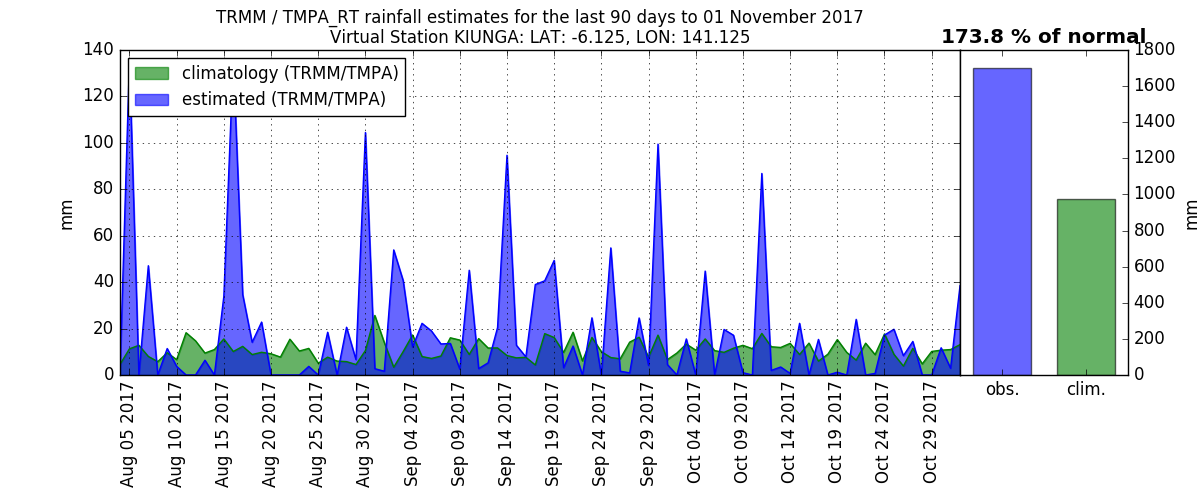 TRMM / TMPA_RT rainfall estimates for the last 90 days to 01 November 2017
Virtual Station KIUNGA: LAT: -6.125, LON: 141.125
173.8 % of normal
climatology (TRMM/TMPA)
estimated (TRMM/TMPA)
140
120
100
80
60
40
20
0
mm
Aug 05 2017
Aug 10 2017
Aug 15 2017
Aug 20 2017
Aug 25 2017
Aug 30 2017
Sep 04 2017
Sep 09 2017
Sep 14 2017
Sep 19 2017
Sep 24 2017
Sep 29 2017
Oct 04 2017
Oct 09 2017
Oct 14 2017
Oct 19 2017
Oct 24 2017
Oct 29 2017
obs.
clim.
1800
1600
1400
1200
1000
800
600
400
200
0
mm